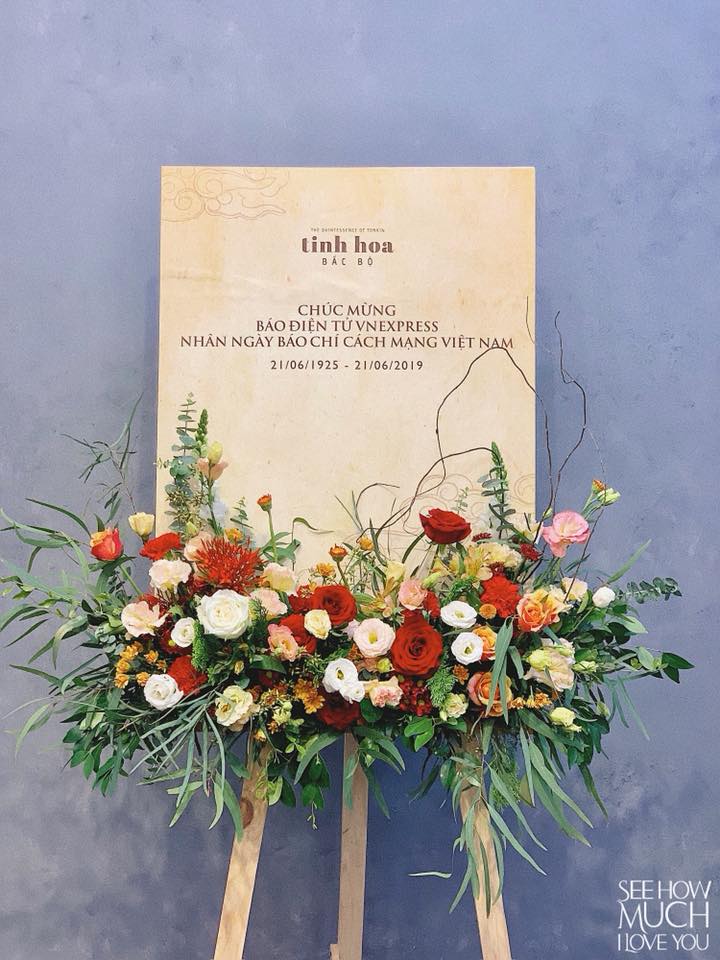 THE QUINTESSENCE OF TONKIN
tinh hoa
BẮC BỘ
CHÚC MỪNG
BÁO ĐIỆN TỬ VNEXPRESS
NHÂN NGÀY BÁO CHÍ CÁCH MẠNG VIỆT NAM
21/06/1925 - 21/06/2019
SEE HOW
MUCH
I LOVE YOU